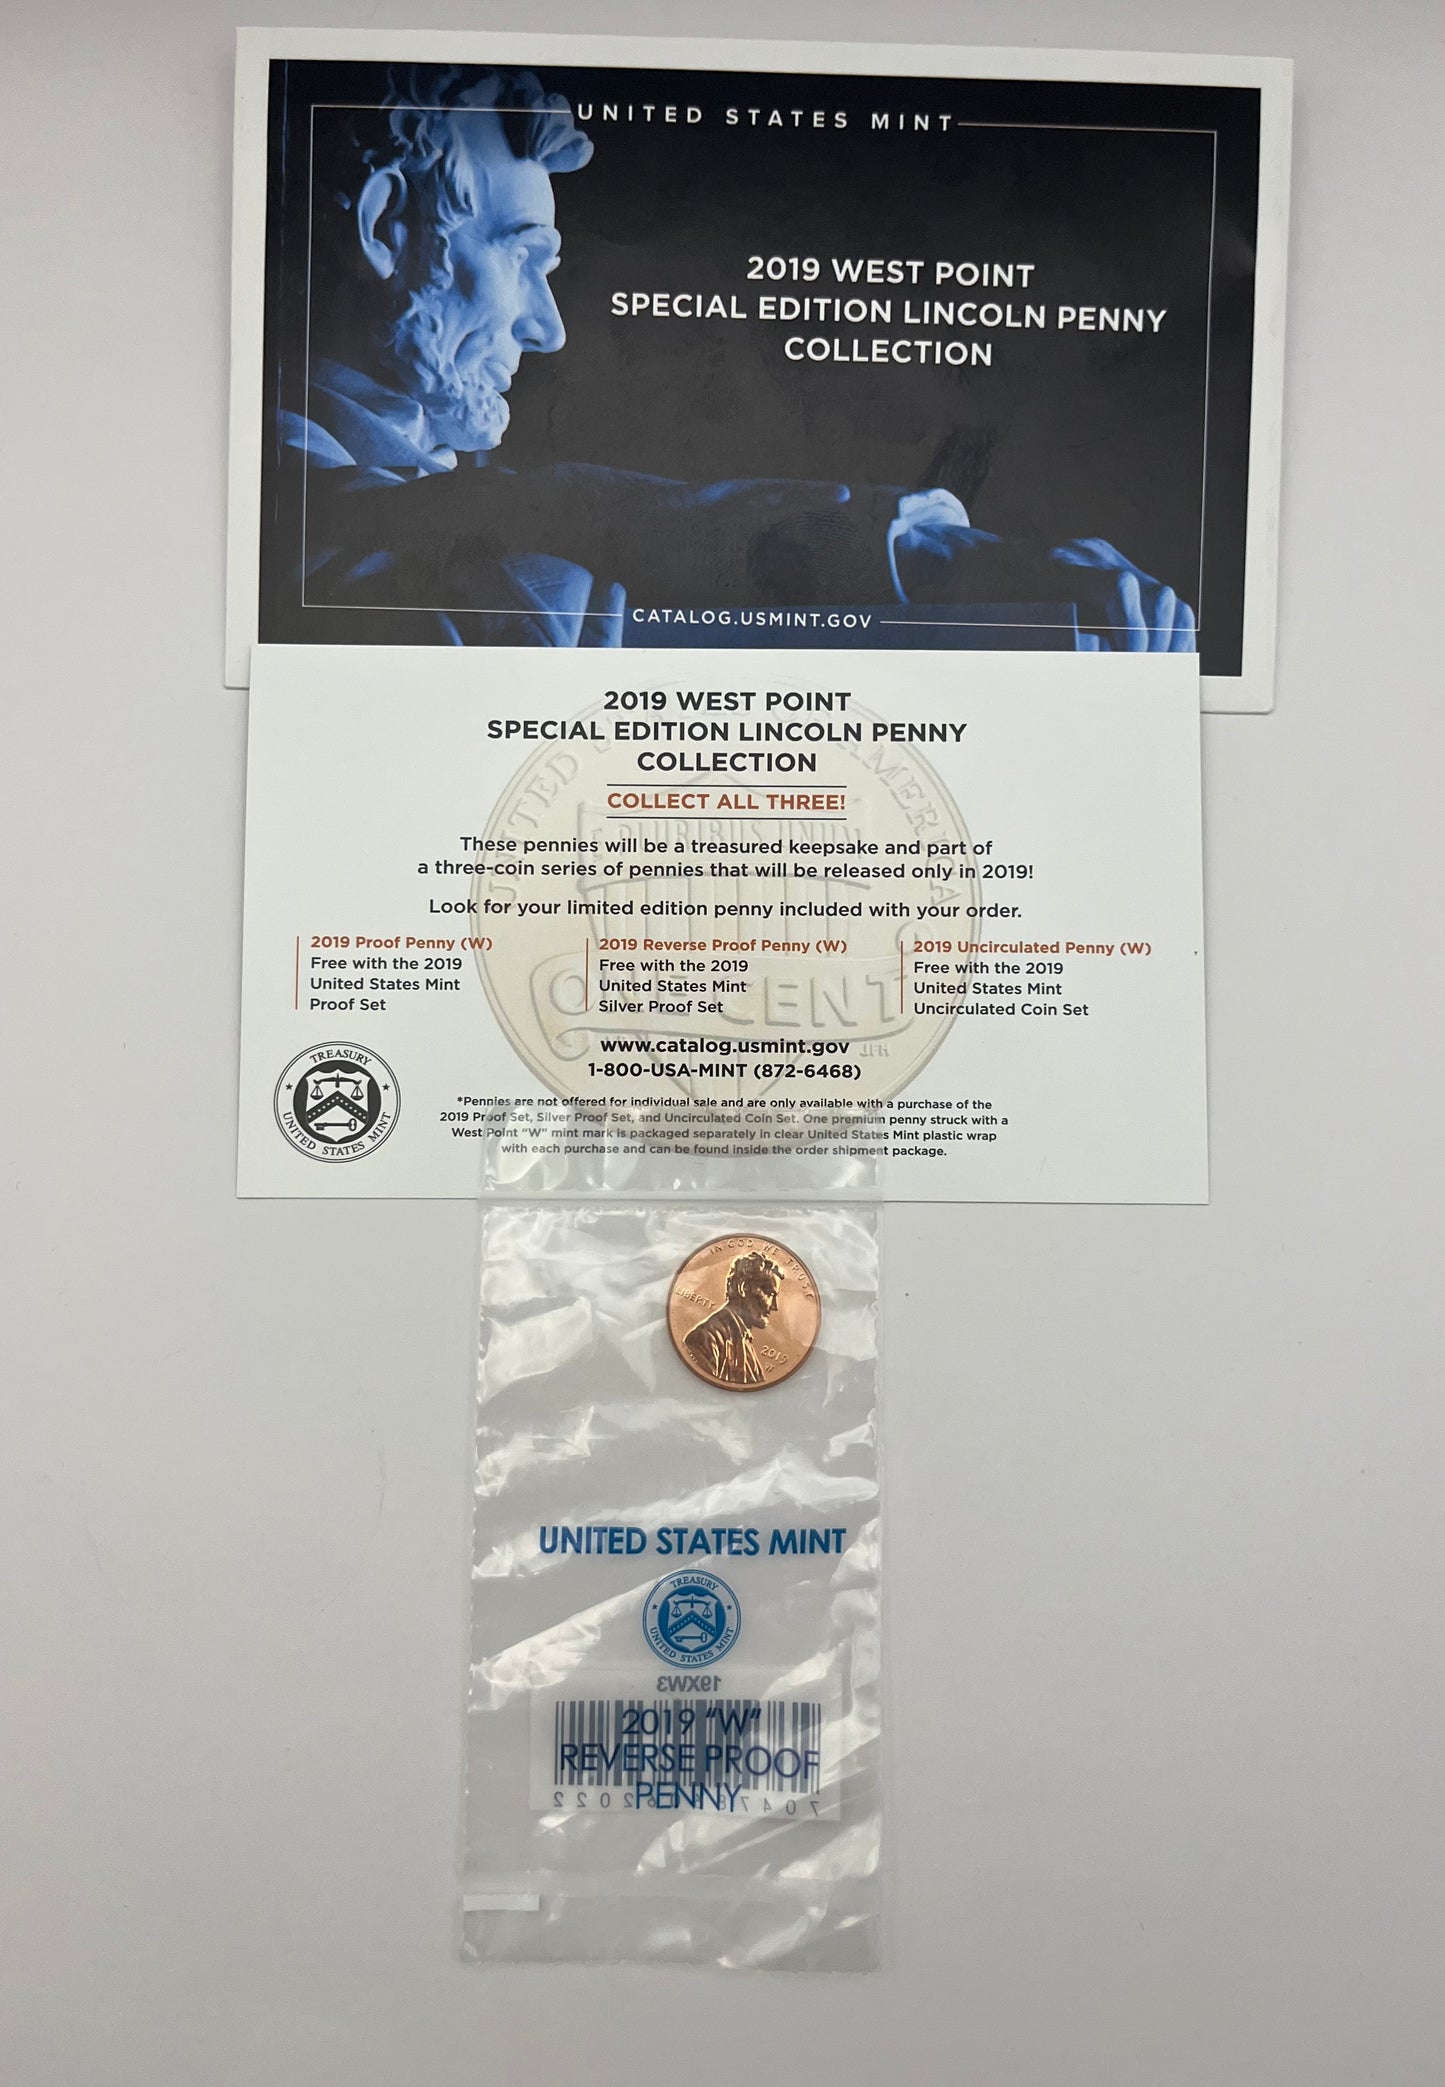 UNITED STATES MINT
2019 WEST POINT
SPECIAL EDITION LINCOLN PENNY
COLLECTION
CATALOG.USMINT.GOV
2019 WEST POINT
SPECIAL EDITION LINCOLN PENNY
COLLECTION
COLLECT ALL THREE!
These pennies will be a treasured keepsake and part of
a three-coin series of pennies that will be released only in 2019!
Look for your limited edition penny included with your order.
2019 Proof Penny (W)
Free with the 2019
United States Mint
Proof Set
2019 Reverse Proof Penny (W)
Free with the 2019
United States Mint
Silver Proof Set
2019 Uncirculated Penny (W)
Free with the 2019
United States Mint
Uncirculated Coin Set
www.catalog.usmint.gov
1-800-USA-MINT (872-6468)
*Pennies are not offered for individual sale and are only available with a purchase of the
2019 Proof Set, Silver Proof Set, and Uncirculated Coin Set. One premium penny struck with a
West Point "W" mint mark is packaged separately in clear United States Mint plastic wrap
with each purchase and can be found inside the order shipment package.
TREASURY
UNITED STATES MINT
UNITED STATES OF AMERICA
E PLURIBUS UNUM
ONE CENT
JFM
IN GOD WE TRUST
LIBERTY
2019
W
UNITED STATES MINT
TREASURY
UNITED STATES MINT
19XW3
2019 "W"
REVERSE PROOF
PENNY